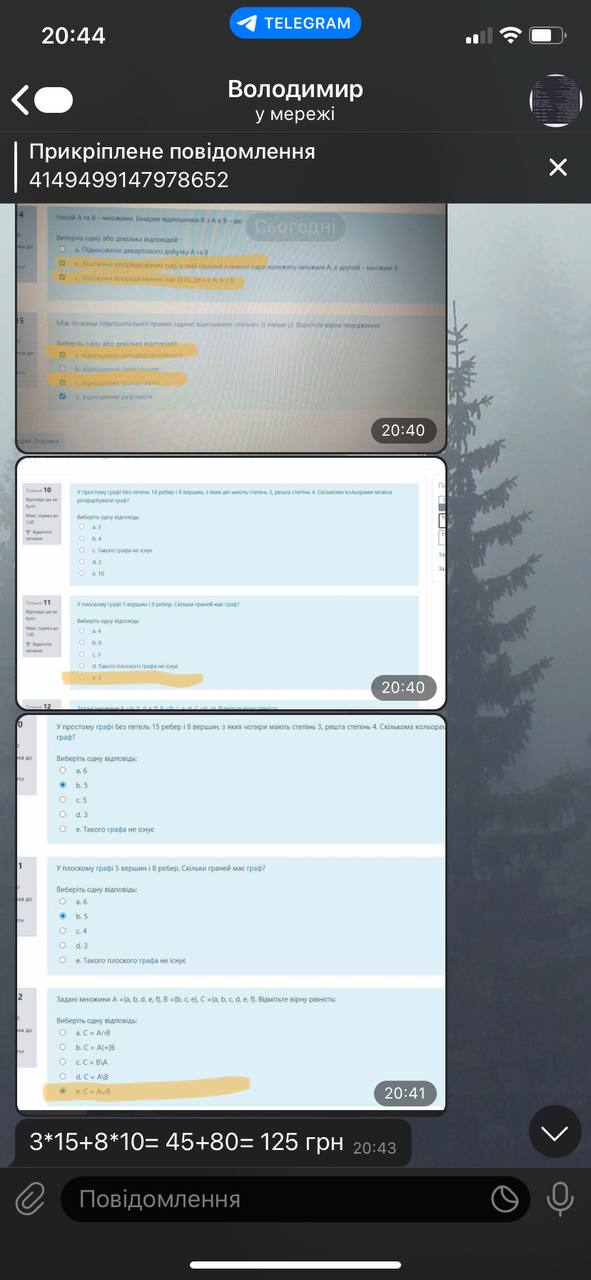 20:44
TELEGRAM
Володимир
у мережі
Прикріплене повідомлення
4149499147978652
Сьогодні
Нехай A та B – множини. Бінарне відношення R з A в B – це:
Виберіть одну або декілька відповідей:
a. Підмножина декартового добутку A та B
b. Множина впорядкованих пар, у якій перший елемент пари належить множині A, а другий – множині B
c. Множина впорядкованих пар
15
Між точками горизонтальної прямої задано відношення «лівіше» (x лівіше y). Відмітьте вірне твердження:
Виберіть одну або декілька відповідей:
a. відношення
b. відношення симетричне
c. відношення транзитивне
d. відношення
20:40
Питання 10
Відповіді ще не було
Макс. оцінка до 1,00
Відмітити питання
У простому графі без петель 14 ребер і 8 вершин, з яких дві мають степінь 3, решта степінь 4. Скількома кольорами можна
розфарбувати граф?
Виберіть одну відповідь:
a. 3
b. 4
c. Такого графа не існує
d. 2
e. 10
Питання 11
Відповіді ще не було
Макс. оцінка до 1,00
Відмітити питання
У плоскому графі 5 вершин і 8 ребер. Скільки граней має граф?
Виберіть одну відповідь:
a. 4
b. 6
c. 5
d. Такого плоского графа не існує
e. 3
20:40
Питання 12
У простому графі без петель 15 ребер і 8 вершин, з яких чотири мають степінь 3, решта степінь 4. Скількома кольорам
граф?
Виберіть одну відповідь:
a. 6
b. 5
c. 5
d. 3
e. Такого графа не існує
1
У плоскому графі 5 вершин і 8 ребер. Скільки граней має граф?
Виберіть одну відповідь:
a. 6
b. 5
c. 4
d. 3
e. Такого плоского графа не існує
2
Задані множини A ={a, b, d, e, f}, B ={b, c, e}, C ={a, b, c, d, e, f}. Відмітьте вірну рівність:
Виберіть одну відповідь:
a. C = A∩B
b. C = A(+)B
c. C = B\A
d. C = A\B
e. C = A∪B
20:41
3*15+8*10= 45+80= 125 грн 20:43
Повідомлення